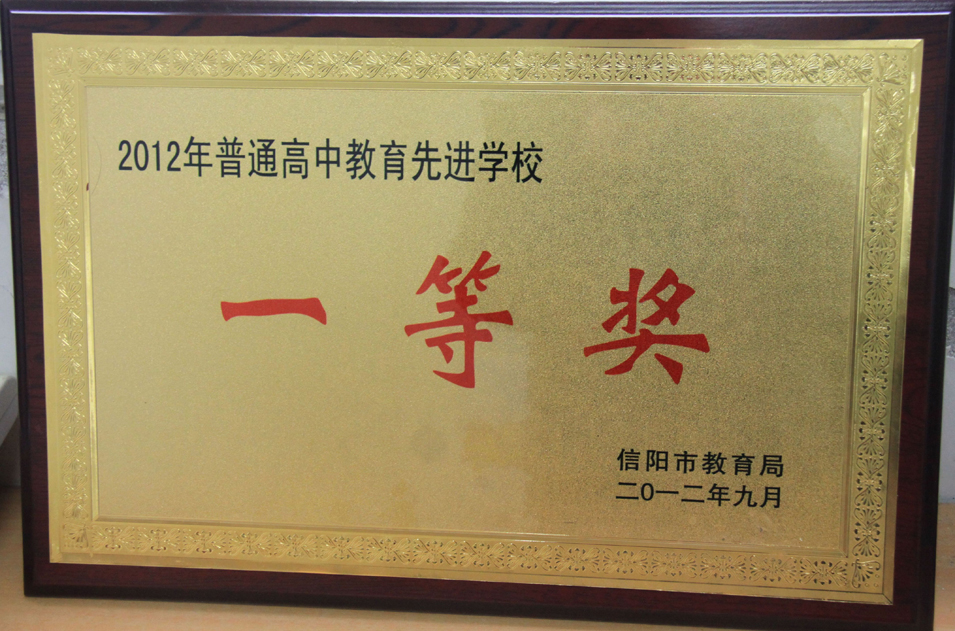 2012年普通高中教育先进学校
一等奖
信阳市教育局
二0一二年九月